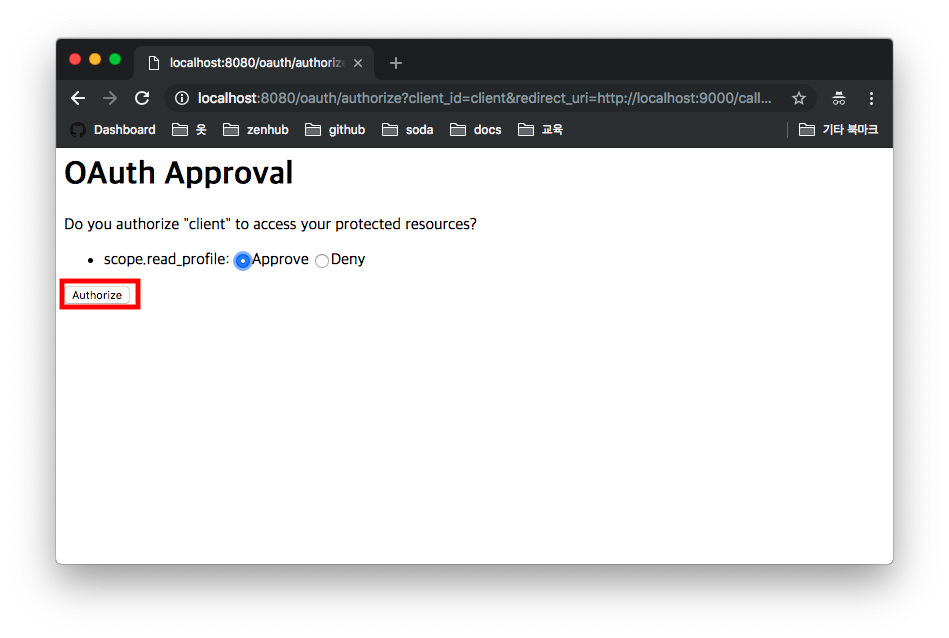 localhost:8080/oauth/authoriz
localhost:8080/oauth/authorize?client_id=client&redirect_uri=http://localhost:9000/call...
Dashboard 옷 zenhub github soda docs 교육 기타 북마크
OAuth Approval
Do you authorize "client" to access your protected resources?
• scope.read_profile: Approve Deny
Authorize